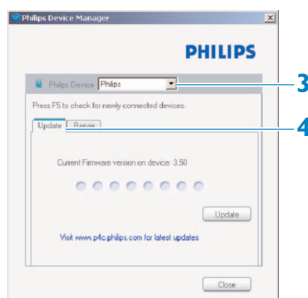 Philips Device Manager
PHILIPS
Philips Device Philips
3
Press F5 to check for newly connected devices.
Update Repair
4
Current Firmware version on device: 3.50
Update
Visit www.p4c.philips.com for latest updates
Close